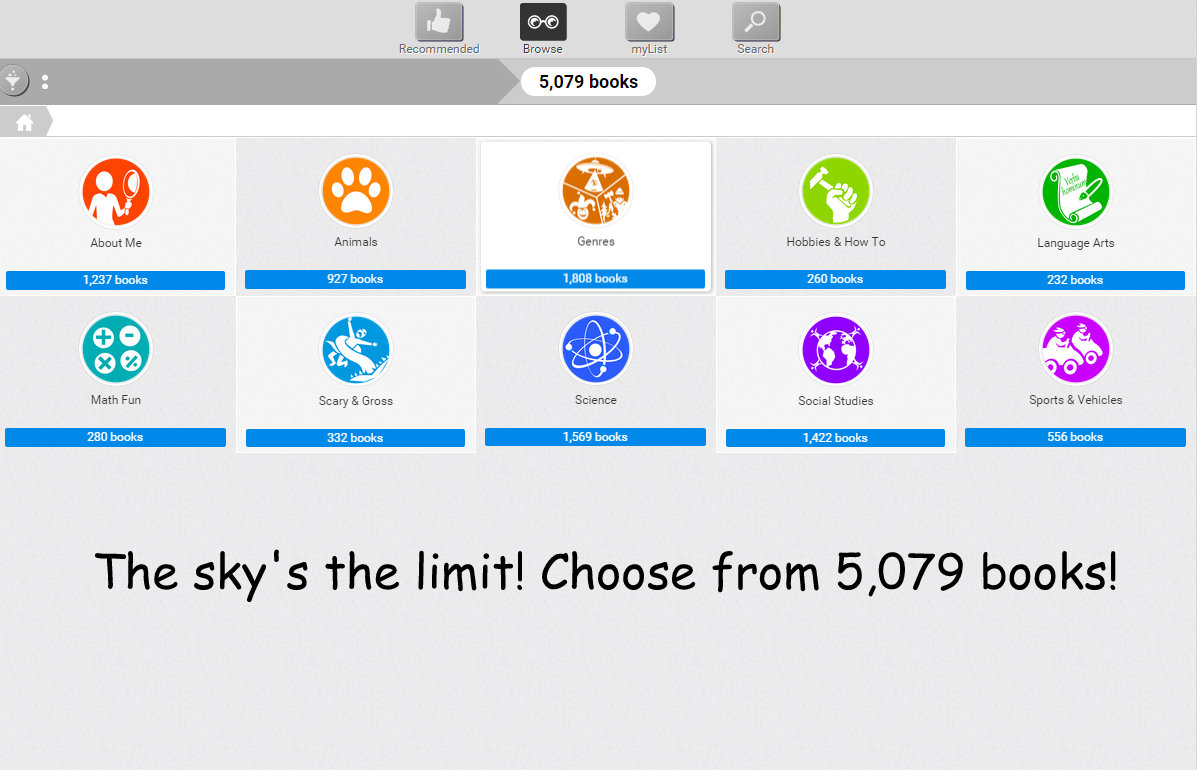 Recommended Browse myList Search
5,079 books
About Me Animals Genres Hobbies & How To Language Arts
1,237 books 927 books 1,808 books 260 books 232 books
Math Fun Scary & Gross Science Social Studies Sports & Vehicles
280 books 332 books 1,569 books 1,422 books 556 books
The sky's the limit! Choose from 5,079 books!